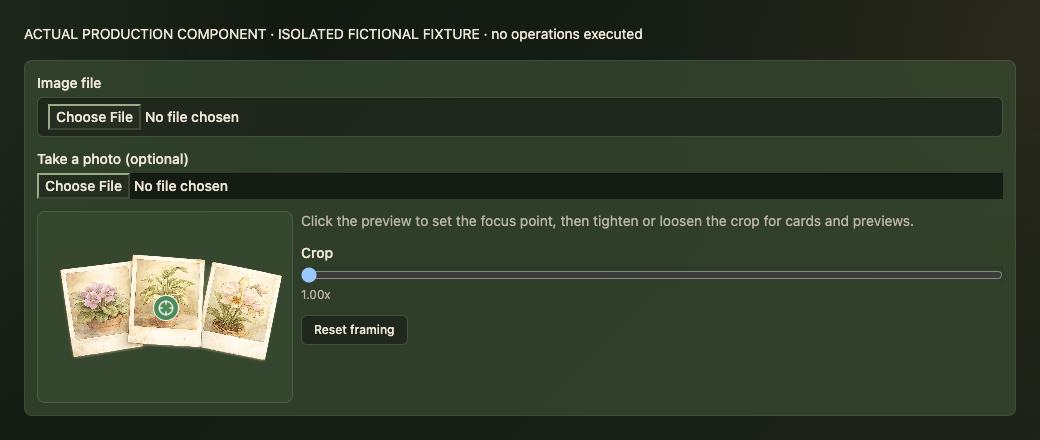 ACTUAL PRODUCTION COMPONENT · ISOLATED FICTIONAL FIXTURE · no operations executed
Image file
Choose File No file chosen
Take a photo (optional)
Choose File No file chosen
Click the preview to set the focus point, then tighten or loosen the crop for cards and previews.
Crop
1.00x
Reset framing